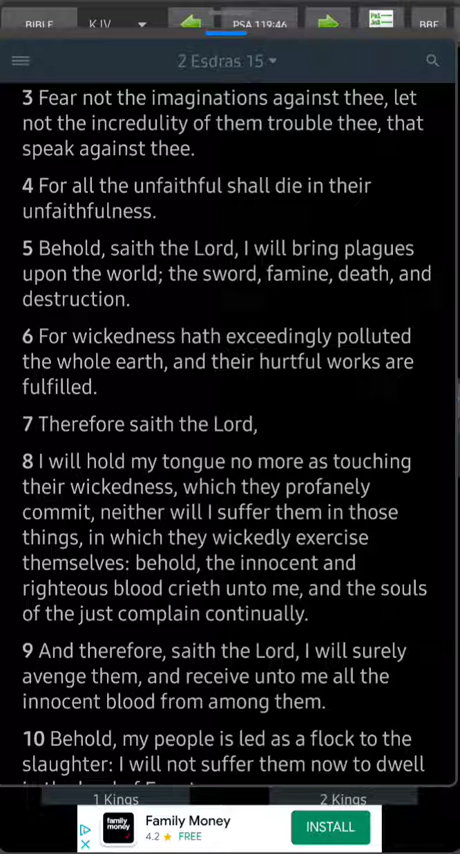 BIBLE KJV PSA 119:46 BBE
2 Esdras 15
3 Fear not the imaginations against thee, let
not the incredulity of them trouble thee, that
speak against thee.
4 For all the unfaithful shall die in their
unfaithfulness.
5 Behold, saith the Lord, I will bring plagues
upon the world; the sword, famine, death, and
destruction.
6 For wickedness hath exceedingly polluted
the whole earth, and their hurtful works are
fulfilled.
7 Therefore saith the Lord,
8 I will hold my tongue no more as touching
their wickedness, which they profanely
commit, neither will I suffer them in those
things, in which they wickedly exercise
themselves: behold, the innocent and
righteous blood crieth unto me, and the souls
of the just complain continually.
9 And therefore, saith the Lord, I will surely
avenge them, and receive unto me all the
innocent blood from among them.
10 Behold, my people is led as a flock to the
slaughter: I will not suffer them now to dwell
1 Kings 2 Kings
family
money
Family Money
4.2 ★ FREE
INSTALL